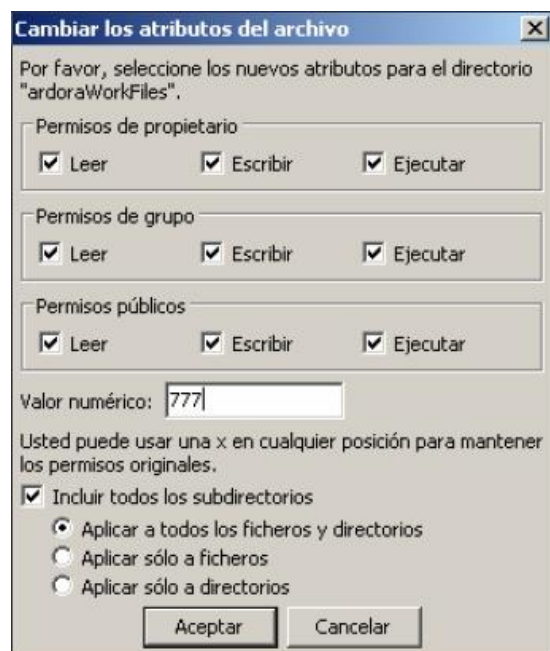 Cambiar los atributos del archivo
Por favor, seleccione los nuevos atributos para el directorio
"ardoraWorkFiles".
Permisos de propietario
Leer Escribir Ejecutar
Permisos de grupo
Leer Escribir Ejecutar
Permisos públicos
Leer Escribir Ejecutar
Valor numérico: 777
Usted puede usar una x en cualquier posición para mantener
los permisos originales.
Incluir todos los subdirectorios
Aplicar a todos los ficheros y directorios
Aplicar sólo a ficheros
Aplicar sólo a directorios
Aceptar Cancelar